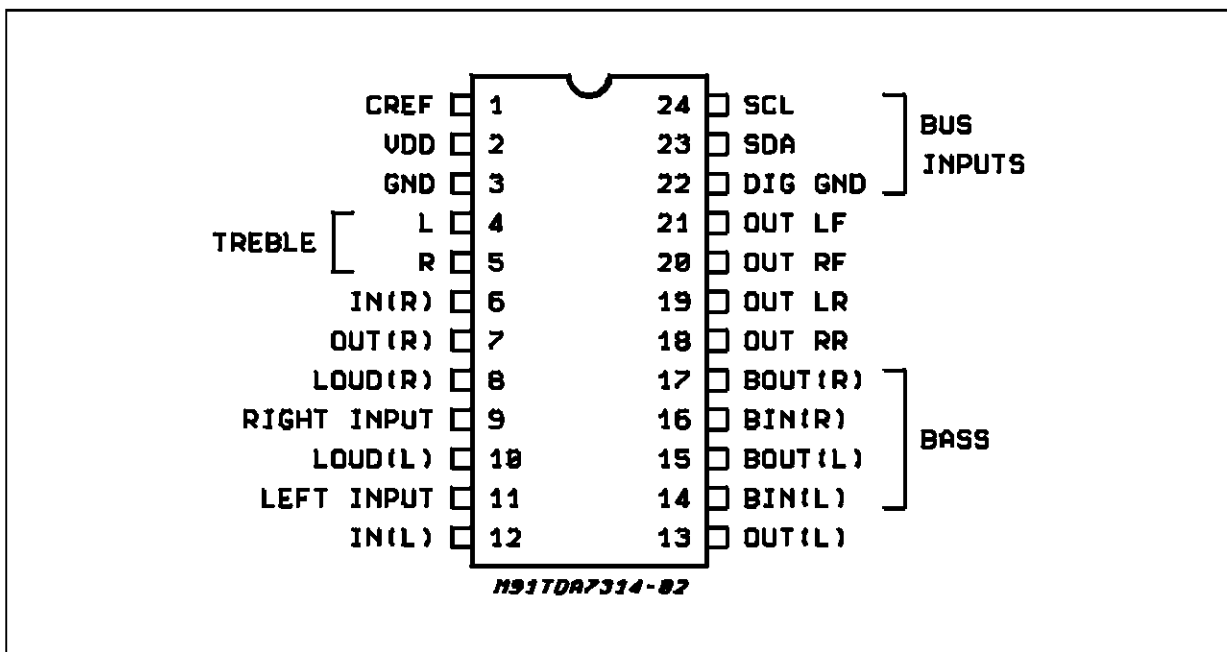 CREF 1 24 SCL
VDD 2 23 SDA
GND 3 22 DIG GND
BUS
INPUTS
L 4 21 OUT LF
TREBLE
R 5 20 OUT RF
IN(R) 6 19 OUT LR
OUT(R) 7 18 OUT RR
LOUD(R) 8 17 BOUT(R)
RIGHT INPUT 9 16 BIN(R)
BASS
LOUD(L) 10 15 BOUT(L)
LEFT INPUT 11 14 BIN(L)
IN(L) 12 13 OUT(L)
M91TDA7314-02